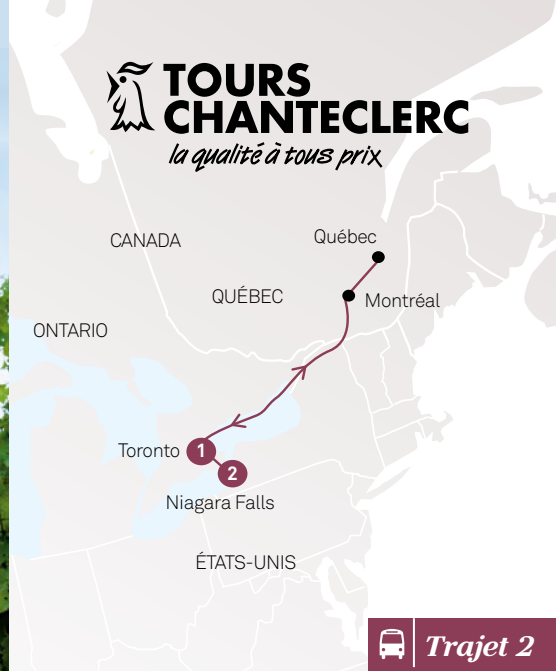 TOURS
CHANTECLERC
la qualité à tous prix
CANADA
Québec
QUÉBEC
Montréal
ONTARIO
Toronto
1
2
Niagara Falls
ÉTATS-UNIS
Trajet 2